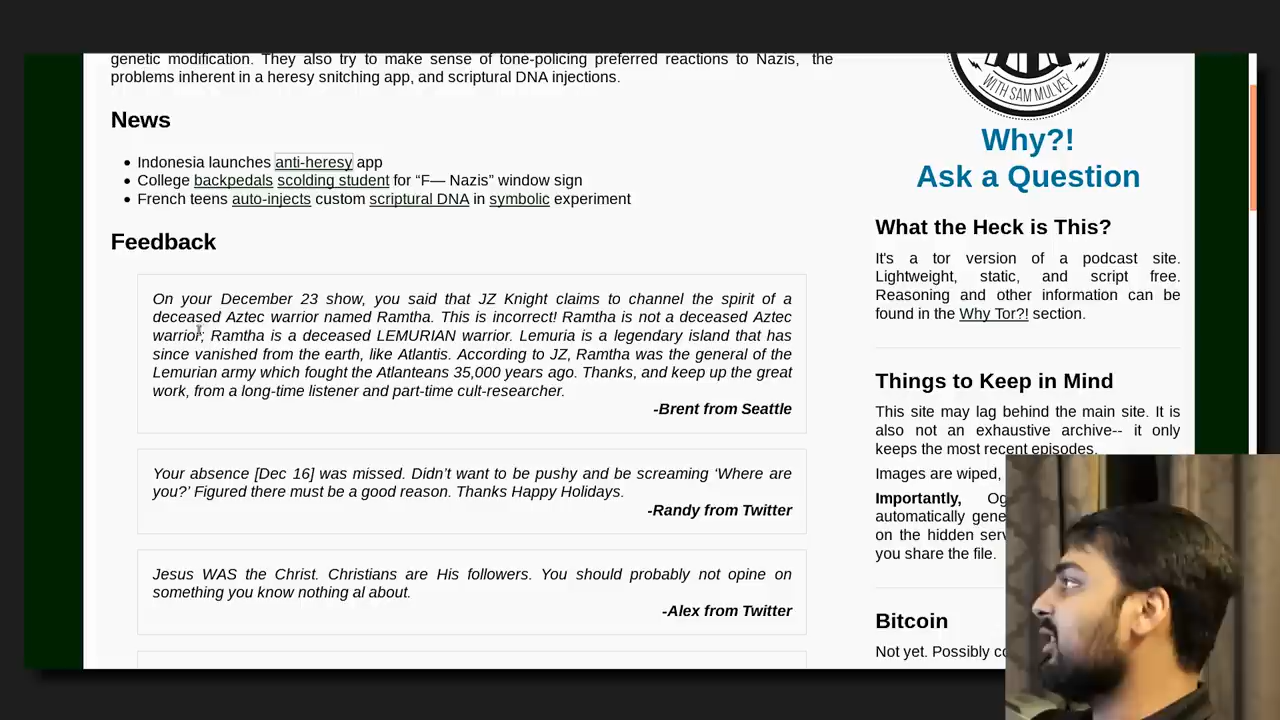 genetic modification. They also try to make sense of tone-policing preferred reactions to Nazis, the
problems inherent in a heresy snitching app, and scriptural DNA injections.
News
• Indonesia launches anti-heresy app
• College backpedals scolding student for “F— Nazis” window sign
• French teens auto-injects custom scriptural DNA in symbolic experiment
Feedback
On your December 23 show, you said that JZ Knight claims to channel the spirit of a
deceased Aztec warrior named Ramtha. This is incorrect! Ramtha is not a deceased Aztec
warrior; Ramtha is a deceased LEMURIAN warrior. Lemuria is a legendary island that has
since vanished from the earth, like Atlantis. According to JZ, Ramtha was the general of the
Lemurian army which fought the Atlanteans 35,000 years ago. Thanks, and keep up the great
work, from a long-time listener and part-time cult-researcher.
-Brent from Seattle
Your absence [Dec 16] was missed. Didn’t want to be pushy and be screaming ‘Where are
you?’ Figured there must be a good reason. Thanks Happy Holidays.
-Randy from Twitter
Jesus WAS the Christ. Christians are His followers. You should probably not opine on
something you know nothing al about.
-Alex from Twitter
WITH SAM MULVEY
Why?!
Ask a Question
What the Heck is This?
It's a tor version of a podcast site.
Lightweight, static, and script free.
Reasoning and other information can be
found in the Why Tor?! section.
Things to Keep in Mind
This site may lag behind the main site. It is
also not an exhaustive archive-- it only
keeps the most recent episodes.
Images are wiped,
Importantly,
automatically
on the hidden
you share the file.
Bitcoin
Not yet. Possibly